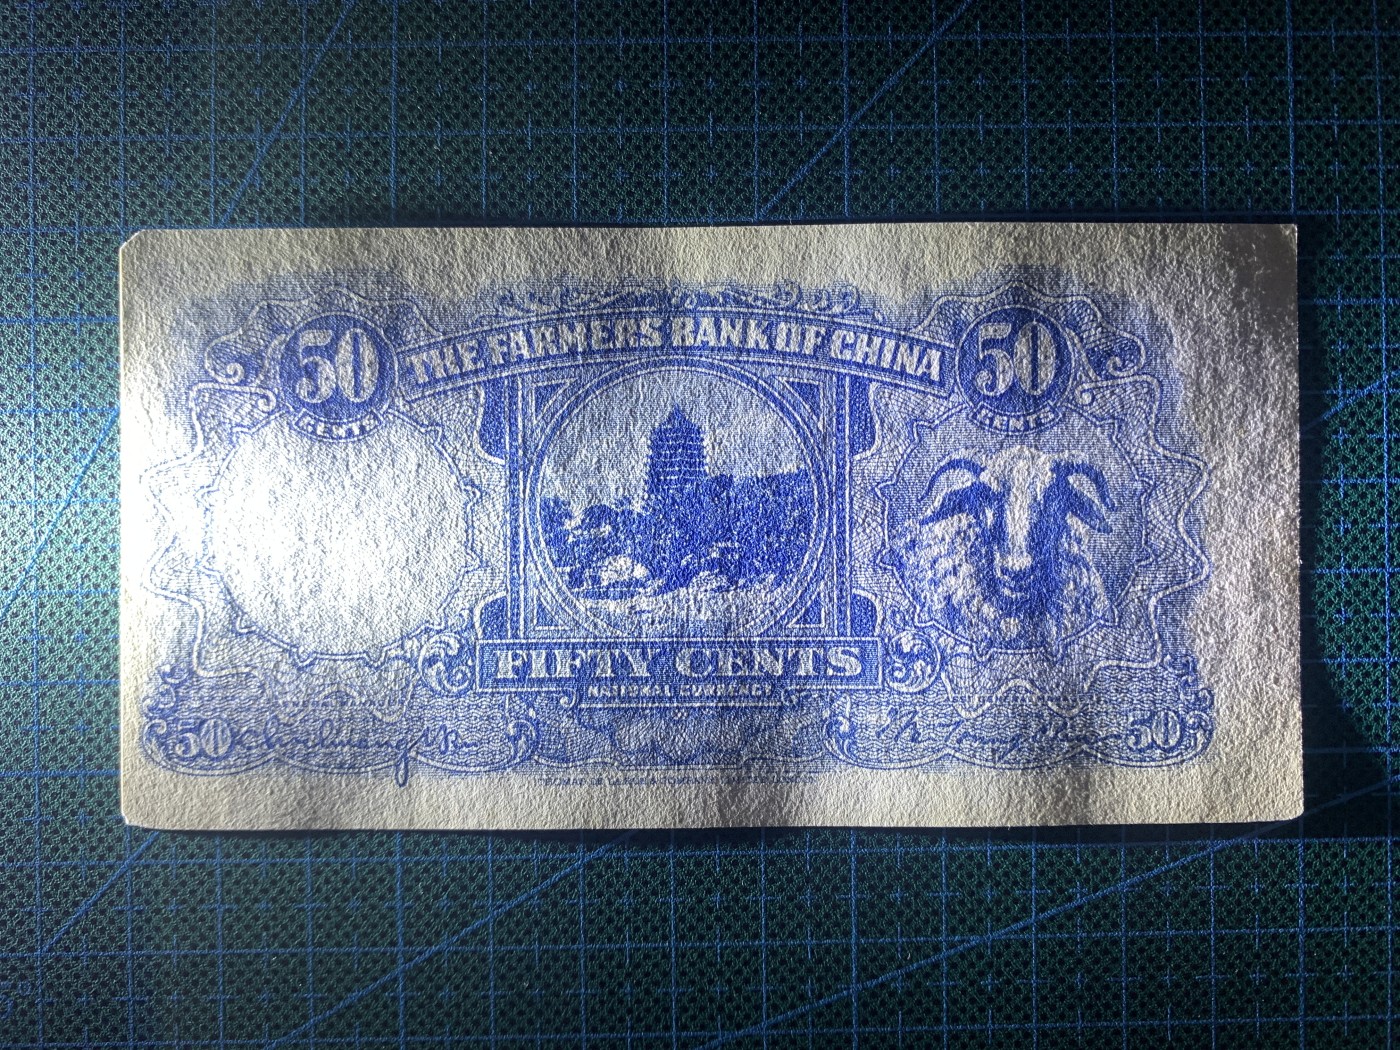 THE FARMERS BANK OF CHINA
50
CENTS
50
CENTS
FIFTY CENTS
NATIONAL CURRENCY
50
50